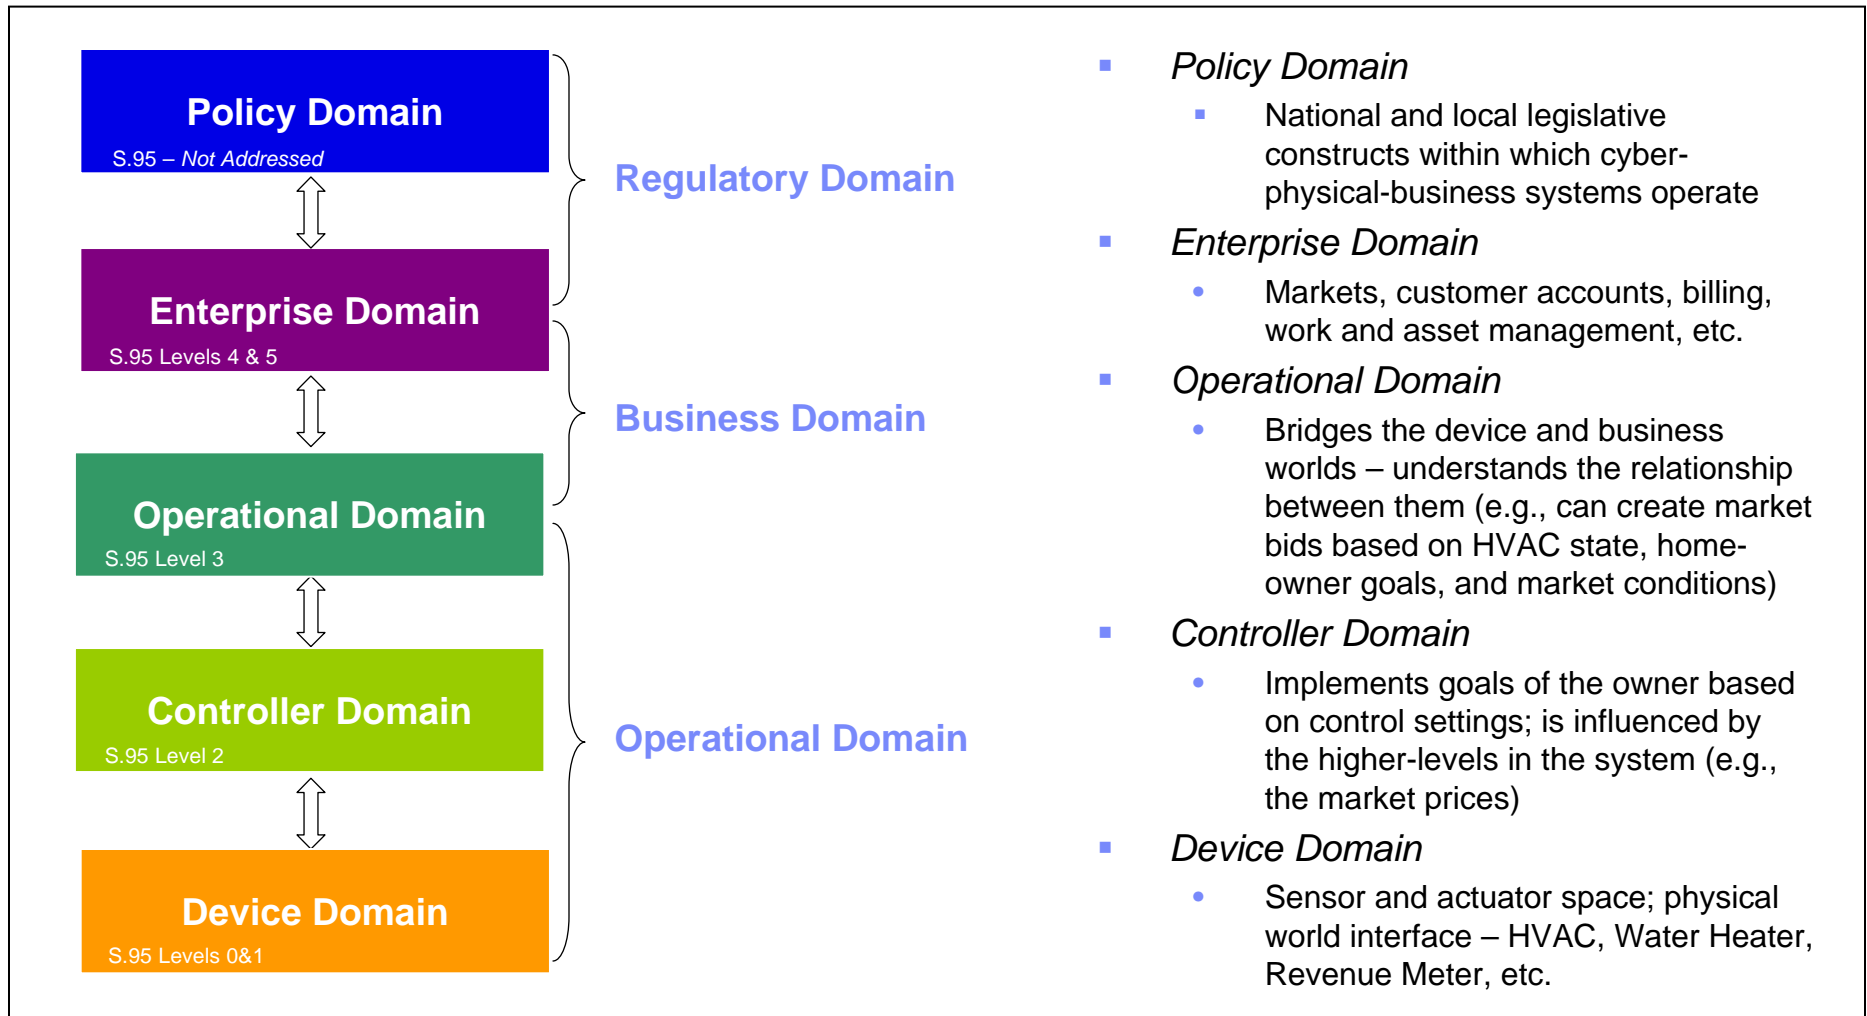 Policy Domain
S.95 – Not Addressed
Enterprise Domain
S.95 Levels 4 & 5
Operational Domain
S.95 Level 3
Controller Domain
S.95 Level 2
Device Domain
S.95 Levels 0&1
Regulatory Domain
Business Domain
Operational Domain
▪ Policy Domain
▪ National and local legislative
constructs within which cyber-
physical-business systems operate
▪ Enterprise Domain
• Markets, customer accounts, billing,
work and asset management, etc.
▪ Operational Domain
• Bridges the device and business
worlds – understands the relationship
between them (e.g., can create market
bids based on HVAC state, home-
owner goals, and market conditions)
▪ Controller Domain
• Implements goals of the owner based
on control settings; is influenced by
the higher-levels in the system (e.g.,
the market prices)
▪ Device Domain
• Sensor and actuator space; physical
world interface – HVAC, Water Heater,
Revenue Meter, etc.